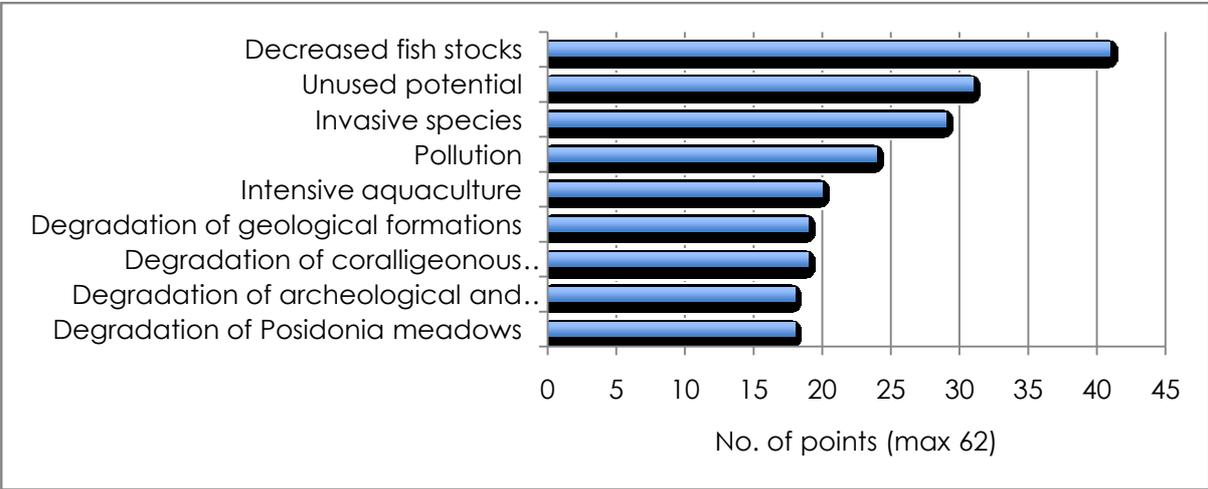 Decreased fish stocks
Unused potential
Invasive species
Pollution
Intensive aquaculture
Degradation of geological formations
Degradation of coralligeonous..
Degradation of archeological and..
Degradation of Posidonia meadows
0 5 10 15 20 25 30 35 40 45
No. of points (max 62)